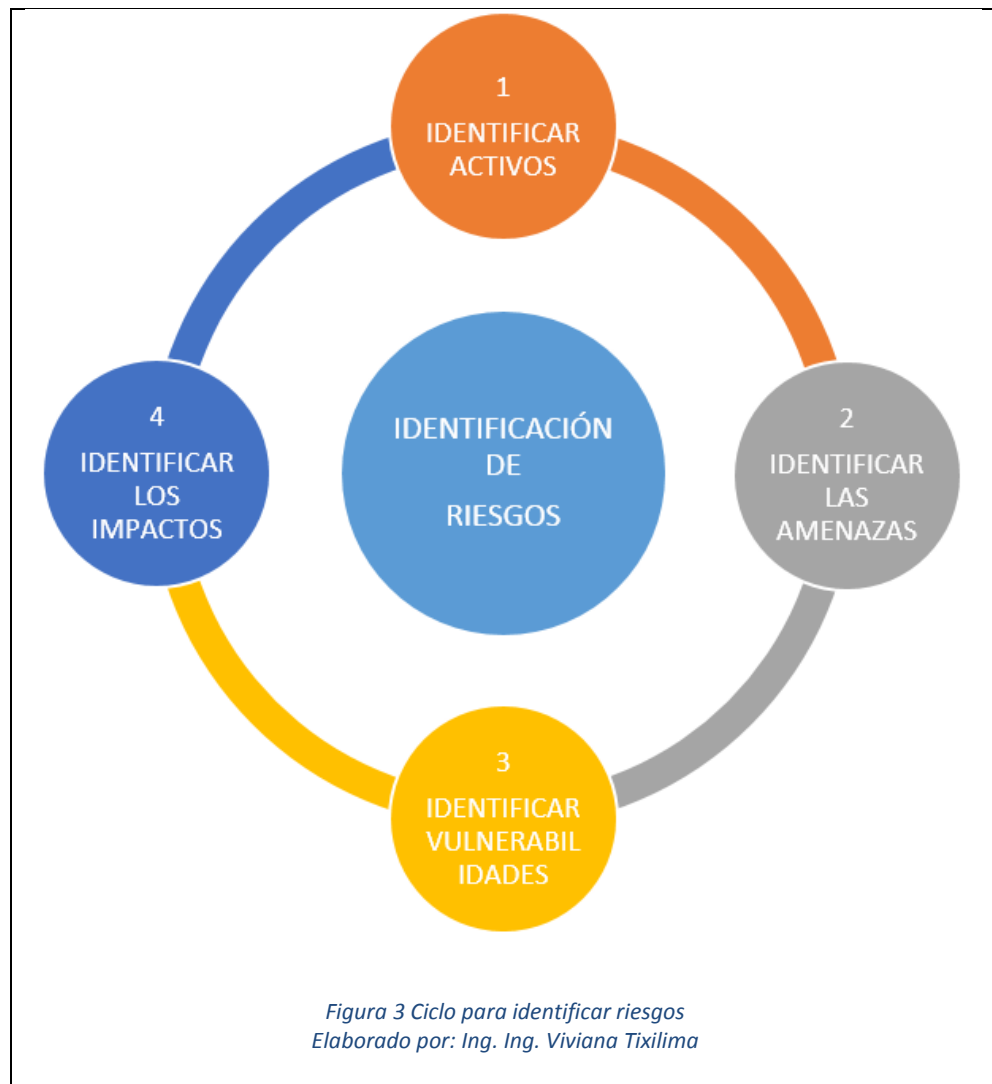 1
IDENTIFICAR
ACTIVOS
IDENTIFICACIÓN
DE
RIESGOS
2
IDENTIFICAR
LAS
AMENAZAS
3
IDENTIFICAR
VULNERABIL
IDADES
4
IDENTIFICAR
LOS
IMPACTOS
Figura 3 Ciclo para identificar riesgos
Elaborado por: Ing. Ing. Viviana Tixilima